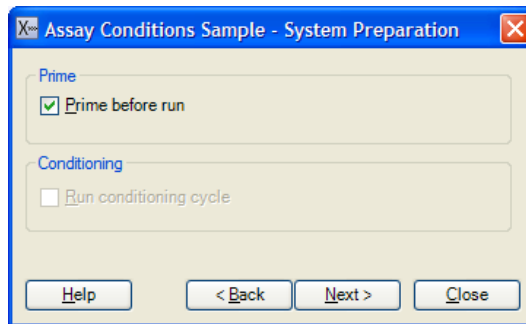 Assay Conditions Sample - System Preparation
Prime
Prime before run
Conditioning
Run conditioning cycle
Help < Back Next > Close